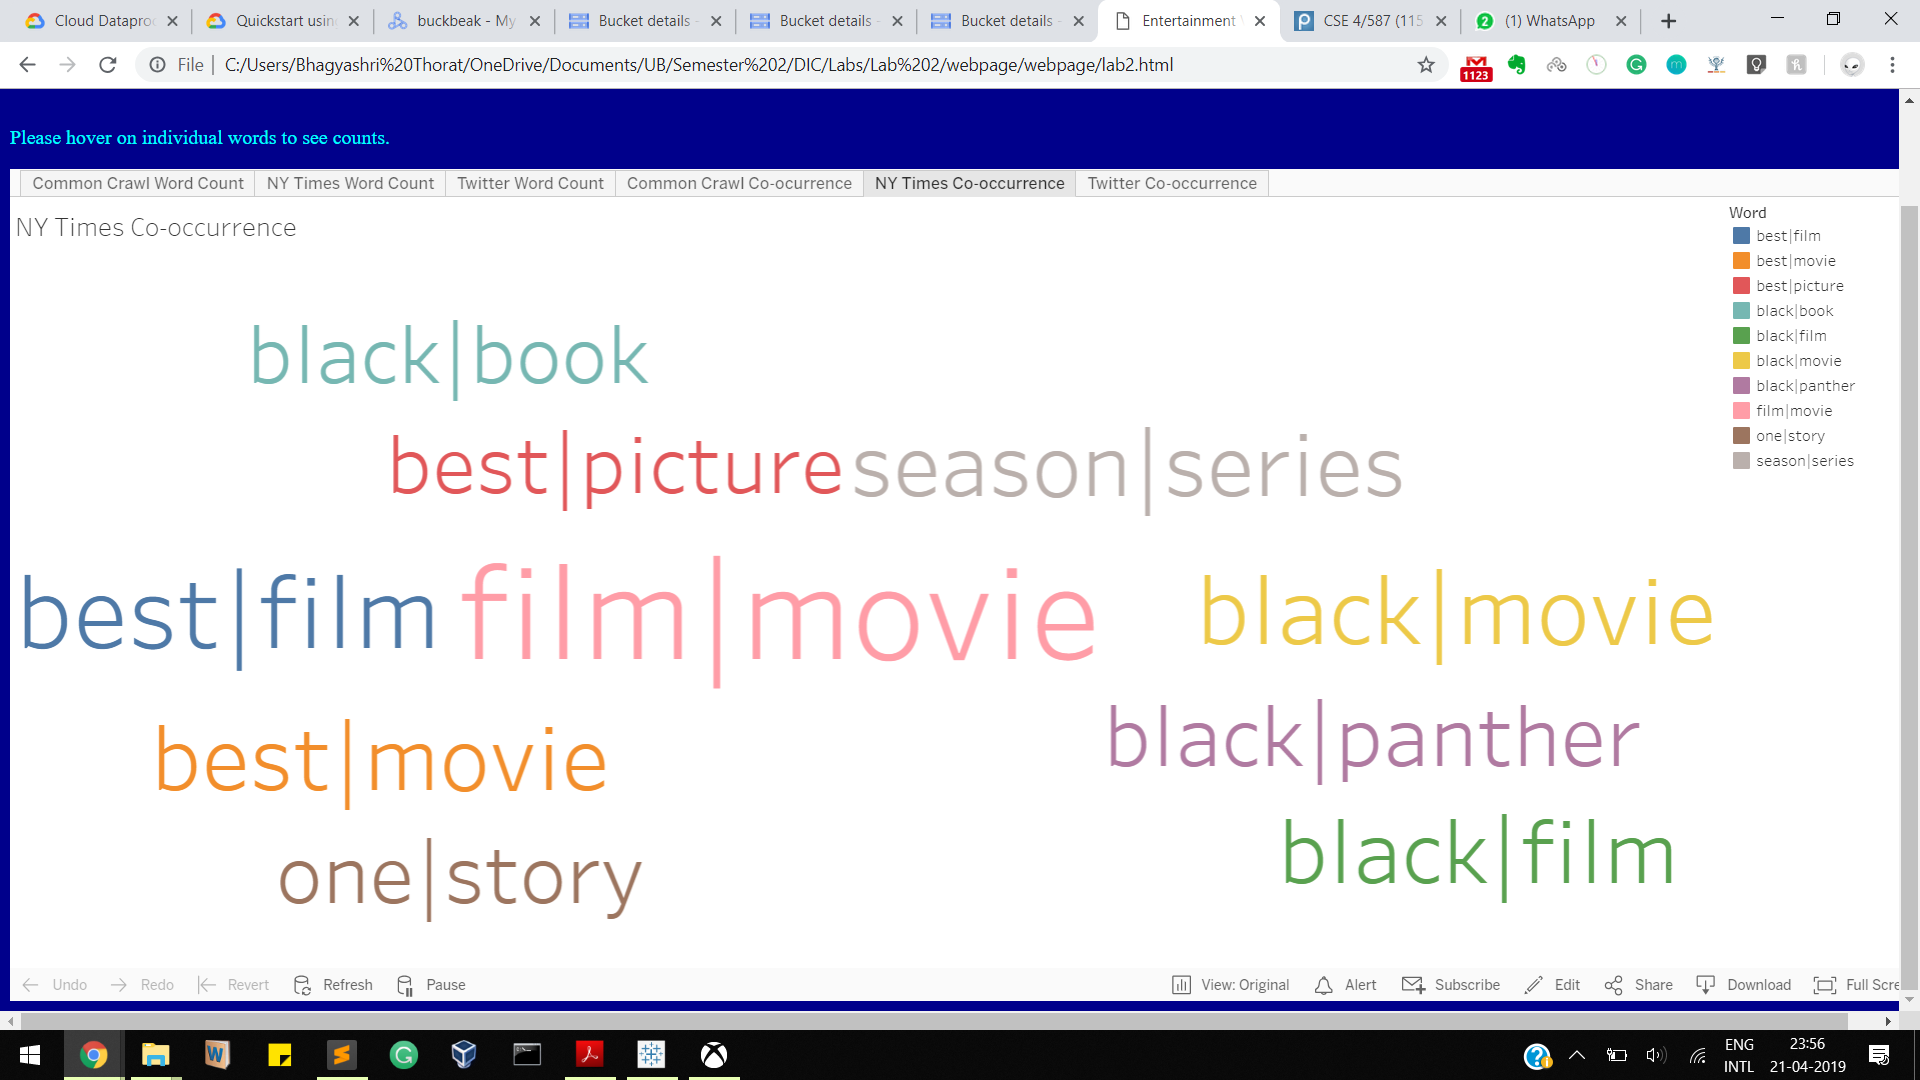 Cloud Dataproc
Quickstart using
buckbeak - My
Bucket details -
Bucket details -
Bucket details -
Entertainment
CSE 4/587 (115
(1) WhatsApp
File
C:/Users/Bhagyashri%20Thorat/OneDrive/Documents/UB/Semester%202/DIC/Labs/Lab%202/webpage/webpage/lab2.html
1123
Please hover on individual words to see counts.
Common Crawl Word Count
NY Times Word Count
Twitter Word Count
Common Crawl Co-ocurrence
NY Times Co-occurrence
Twitter Co-occurrence
NY Times Co-occurrence
Word
best|film
best|movie
best|picture
black|book
black|film
black|movie
black|panther
film|movie
one|story
season|series
black|book
best|picture
season|series
best|film
film|movie
black|movie
best|movie
black|panther
one|story
black|film
Undo
Redo
Revert
Refresh
Pause
View: Original
Alert
Subscribe
Edit
Share
Download
Full Scre
ENG
INTL
23:56
21-04-2019